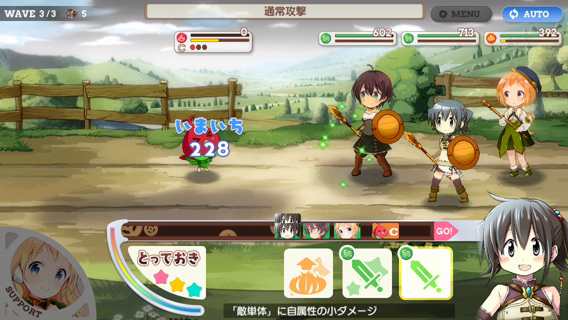 WAVE 3/3 5
通常攻撃
MENU
AUTO
0
C
602
713
392
いまいち
228
C
GO!
とっておき
SUPPORT
「敵単体」に自属性の小ダメージ